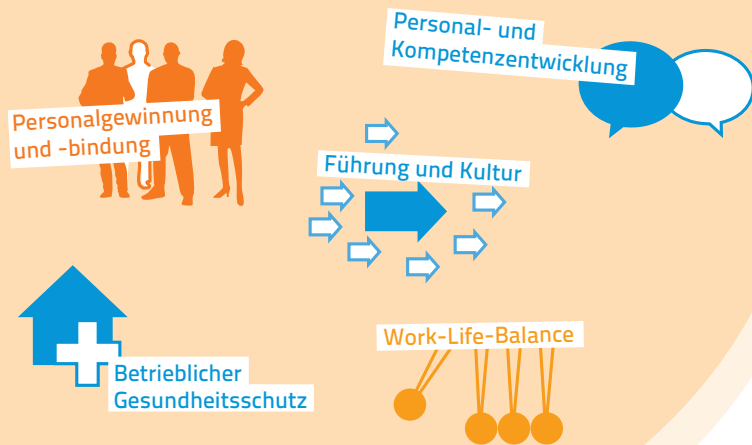 Personal- und
Kompetenzentwicklung
Personalgewinnung
und -bindung
Führung und Kultur
Work-Life-Balance
Betrieblicher
Gesundheitsschutz